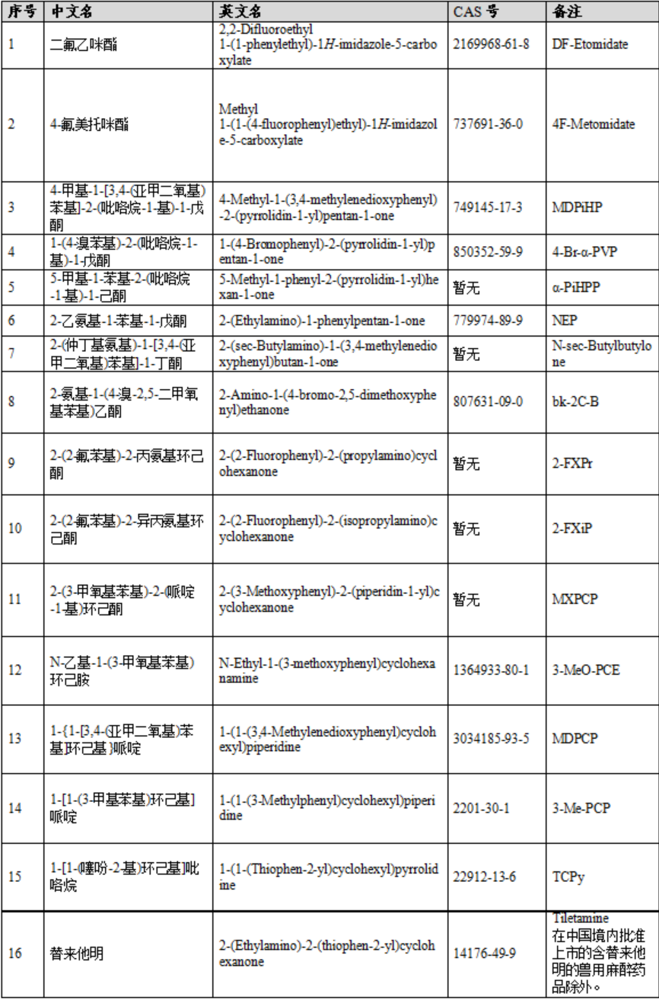 序号 中文名 英文名 CAS 号 备注
1 二氟乙咪酯 2,2-Difluoroethyl
1-(1-phenylethyl)-1H-imidazole-5-carbo
xylate 2169968-61-8 DF-Etomidate
2 4-氟美托咪酯 Methyl
1-(1-(4-fluorophenyl)ethyl)-1H-imidazol
e-5-carboxylate 737691-36-0 4F-Metomidate
3 4-甲基-1-[3,4-(亚甲二氧基)
苯基]-2-(吡咯烷-1-基)-1-戊
酮 4-Methyl-1-(3,4-methylenedioxyphenyl)
-2-(pyrrolidin-1-yl)pentan-1-one 749145-17-3 MDPiHP
4 1-(4-溴苯基)-2-(吡咯烷-1-
基)-1-戊酮 1-(4-Bromophenyl)-2-(pyrrolidin-1-yl)p
entan-1-one 850352-59-9 4-Br-α-PVP
5 5-甲基-1-苯基-2-(吡咯烷
-1-基)-1-己酮 5-Methyl-1-phenyl-2-(pyrrolidin-1-yl)he
xan-1-one 暂无 α-PiHPP
6 2-乙氨基-1-苯基-1-戊酮 2-(Ethylamino)-1-phenylpentan-1-one 779974-89-9 NEP
7 2-(仲丁基氨基)-1-[3,4-(亚
甲二氧基)苯基]-1-丁酮 2-(sec-Butylamino)-1-(3,4-methylenedio
xyphenyl)butan-1-one 暂无 N-sec-Butylbutylo
ne
8 2-氨基-1-(4-溴-2,5-二甲氧
基苯基)乙酮 2-Amino-1-(4-bromo-2,5-dimethoxyphe
nyl)ethanone 807631-09-0 bk-2C-B
9 2-(2-氟苯基)-2-丙氨基环己
酮 2-(2-Fluorophenyl)-2-(propylamino)cycl
ohexanone 暂无 2-FXPr
10 2-(2-氟苯基)-2-异丙氨基环
己酮 2-(2-Fluorophenyl)-2-(isopropylamino)c
yclohexanone 暂无 2-FXiP
11 2-(3-甲氧基苯基)-2-(哌啶
-1-基)环己酮 2-(3-Methoxyphenyl)-2-(piperidin-1-yl)c
yclohexanone 暂无 MXPCP
12 N-乙基-1-(3-甲氧基苯基)
环己胺 N-Ethyl-1-(3-methoxyphenyl)cyclohexa
namine 1364933-80-1 3-MeO-PCE
13 1-{1-[3,4-(亚甲二氧基)苯
基]环己基}哌啶 1-(1-(3,4-Methylenedioxyphenyl)cycloh
exyl)piperidine 3034185-93-5 MDPCP
14 1-[1-(3-甲基苯基)环己基]
哌啶 1-(1-(3-Methylphenyl)cyclohexyl)piperi
dine 2201-30-1 3-Me-PCP
15 1-[1-(噻吩-2-基)环己基]吡
咯烷 1-(1-(Thiophen-2-yl)cyclohexyl)pyrrolid
ine 22912-13-6 TCPy
16 替来他明 2-(Ethylamino)-2-(thiophen-2-yl)cycloh
exanone 14176-49-9 Tiletamine
在中国境内批准
上市的含替来他
明的兽用麻醉药
品除外。